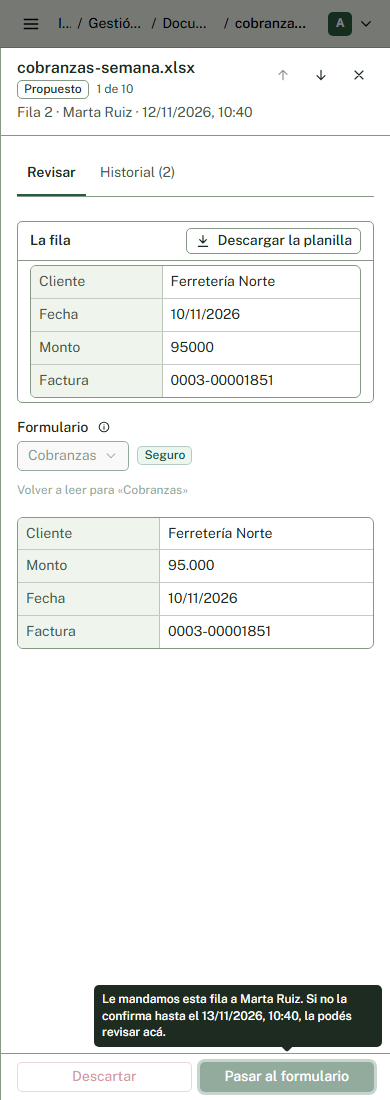 I... / Gestió... / Docu... / cobranza... A
cobranzas-semana.xlsx
Propuesto 1 de 10
Fila 2 · Marta Ruiz · 12/11/2026, 10:40
Revisar Historial (2)
La fila Descargar la planilla
Cliente Ferretería Norte
Fecha 10/11/2026
Monto 95000
Factura 0003-00001851
Formulario
Cobranzas Seguro
Volver a leer para «Cobranzas»
Cliente Ferretería Norte
Monto 95.000
Fecha 10/11/2026
Factura 0003-00001851
Le mandamos esta fila a Marta Ruiz. Si no la
confirma hasta el 13/11/2026, 10:40, la podés
revisar acá.
Descartar Pasar al formulario